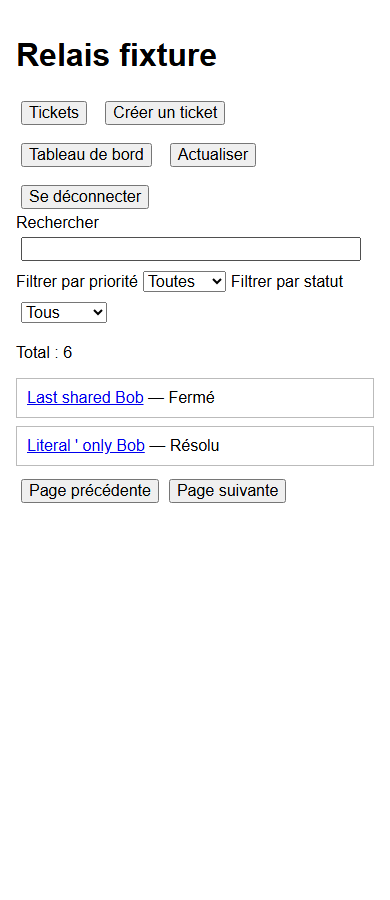 Relais fixture
Tickets Créer un ticket
Tableau de bord Actualiser
Se déconnecter
Rechercher
Filtrer par priorité Toutes Filtrer par statut
Tous
Total : 6
Last shared Bob — Fermé
Literal ' only Bob — Résolu
Page précédente Page suivante